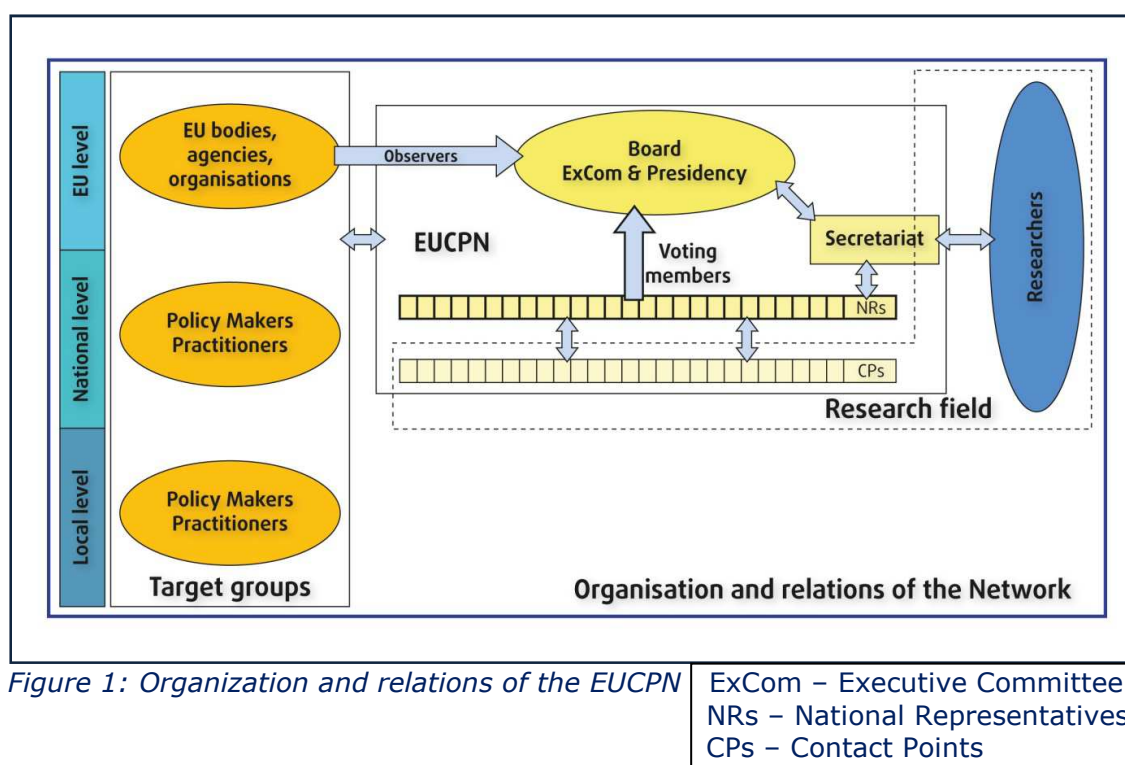 EU level
National level
Local level
EU bodies,
agencies,
organisations
Policy Makers
Practitioners
Policy Makers
Practitioners
Target groups
Observers
EUCPN
Board
ExCom & Presidency
Voting
members
Secretariat
NRs
CPs
Research field
Researchers
Organisation and relations of the Network
Figure 1: Organization and relations of the EUCPN
ExCom – Executive Committee
NRs – National Representatives
CPs – Contact Points